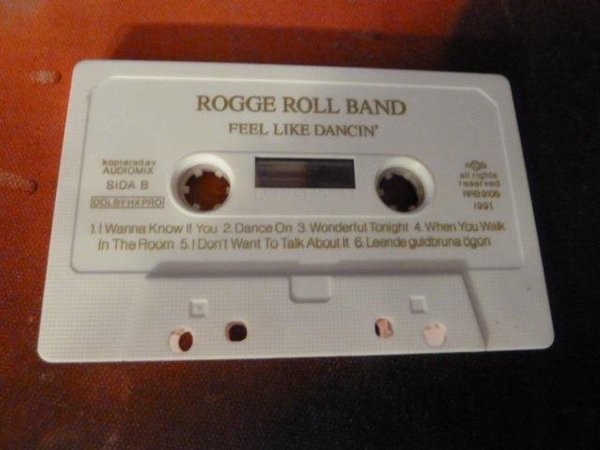 ROGGE ROLL BAND
FEEL LIKE DANCIN'
kopierad av
AUDIOMIX
SIDA B
DOLBY HX PRO
all rights
reserved
RRB 9106
1991
1. I Wanna Know If You 2. Dance On 3. Wonderful Tonight 4. When You Walk
In The Room 5. I Don't Want To Talk About It 6. Leende guldbruna ögon